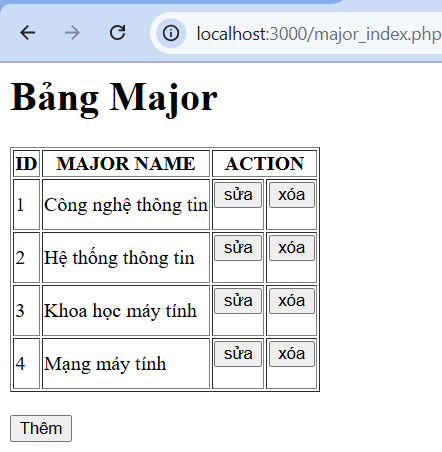 localhost:3000/major_index.php
Bảng Major
ID MAJOR NAME ACTION
1 Công nghệ thông tin sửa xóa
2 Hệ thống thông tin sửa xóa
3 Khoa học máy tính sửa xóa
4 Mạng máy tính sửa xóa
Thêm